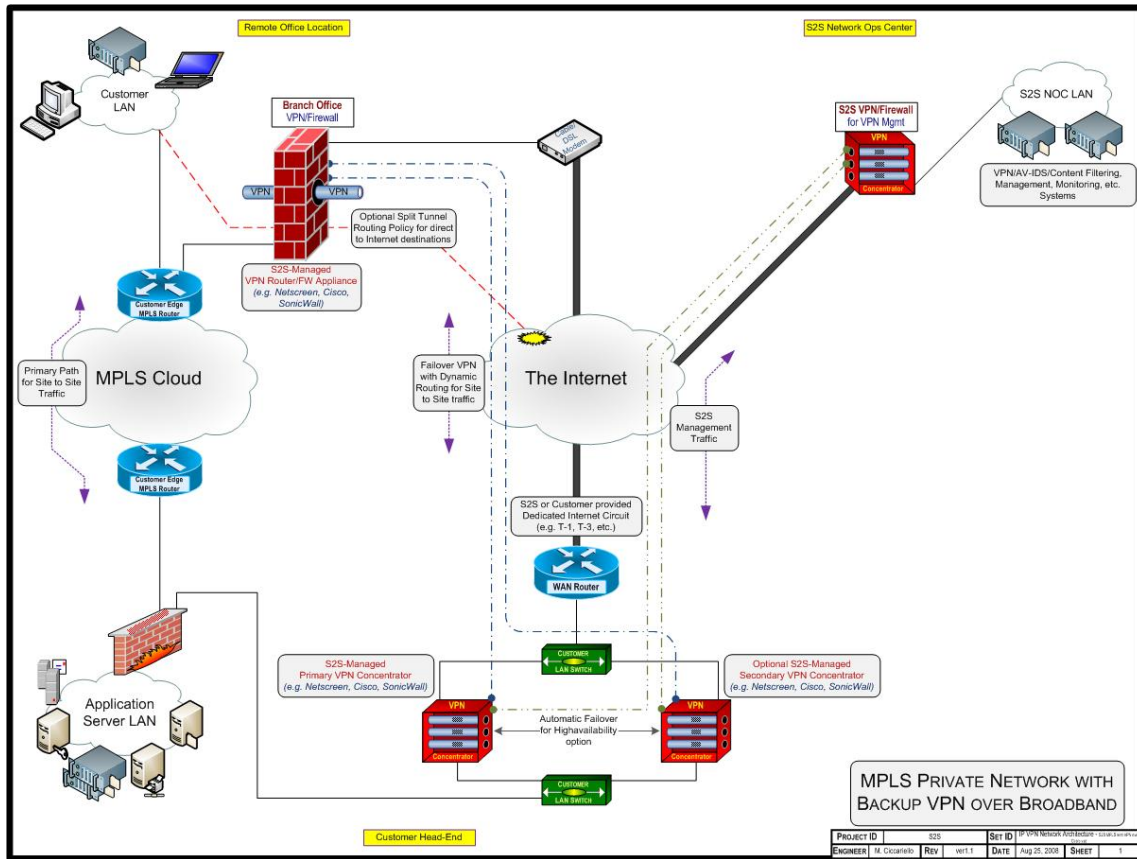 Remote Office Location
S2S Network Ops Center
Customer
LAN
Branch Office
VPN/Firewall
VPN
VPN
Cable/
DSL
Modem
S2S VPN/Firewall
for VPN Mgmt
VPN
Concentrator
S2S NOC LAN
VPN/AV-IDS/Content Filtering,
Management, Monitoring, etc.
Systems
Optional Split Tunnel
Routing Policy for direct
to Internet destinations
S2S-Managed
VPN Router/FW Appliance
(e.g. Netscreen, Cisco,
SonicWall)
Customer Edge
MPLS Router
Primary Path
for Site to Site
Traffic
MPLS Cloud
Failover VPN
with Dynamic
Routing for Site
to Site traffic
The Internet
S2S
Management
Traffic
Customer Edge
MPLS Router
S2S or Customer provided
Dedicated Internet Circuit
(e.g. T-1, T-3, etc.)
WAN Router
CUSTOMER
LAN SWITCH
S2S-Managed
Primary VPN Concentrator
(e.g. Netscreen, Cisco, SonicWall)
Optional S2S-Managed
Secondary VPN Concentrator
(e.g. Netscreen, Cisco, SonicWall)
Application
Server LAN
VPN
Concentrator
Automatic Failover
for Highavailability
option
VPN
Concentrator
CUSTOMER
LAN SWITCH
MPLS PRIVATE NETWORK WITH
BACKUP VPN OVER BROADBAND
Customer Head-End
PROJECT ID S2S SET ID IP VPN Network Architecture -
ENGINEER M. Ciccariello REV ver1.1 DATE Aug 25, 2008 SHEET 1